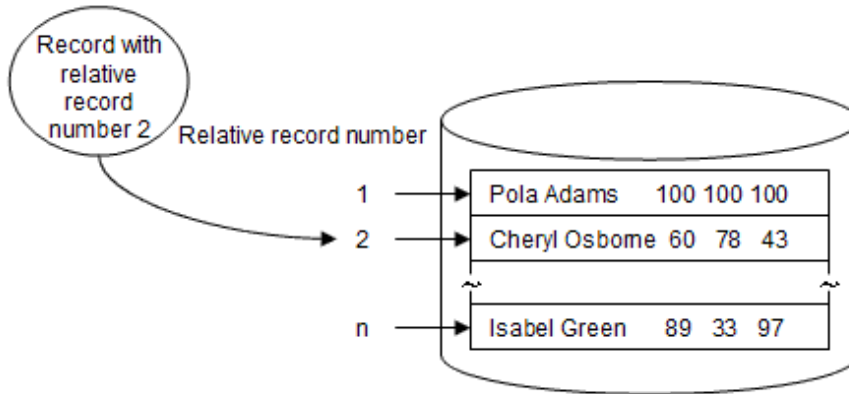 Record with
relative
record
number 2
Relative record number
1 Pola Adams 100 100 100
2 Cheryl Osborne 60 78 43
~ ~
n Isabel Green 89 33 97